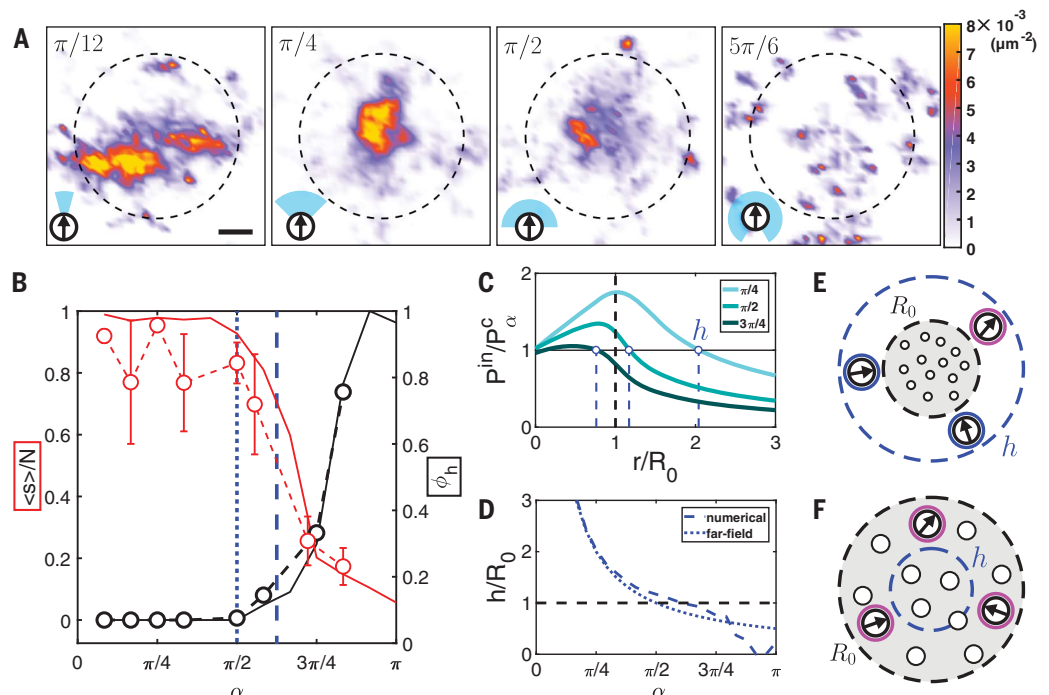 A
π/12
π/4
π/2
5π/6
8× 10⁻³
(μm⁻²)
7
6
5
4
3
2
1
0
B
1
0.8
0.6
0.4
0.2
0
<s>/N
1
0.8
0.6
0.4
0.2
0
ϕh
0
π/4
π/2
3π/4
π
α
C
2
1
0
P^in/P^c_α
π/4
π/2
3π/4
h
0
1
2
3
r/R₀
D
3
2
1
0
h/R₀
numerical
far-field
0
π/4
π/2
3π/4
π
α
E
R₀
h
F
h
R₀